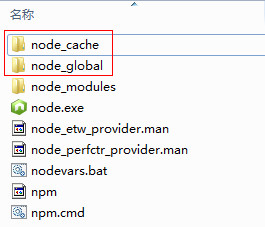 名称
node_cache
node_global
node_modules
node.exe
node_etw_provider.man
node_perfctr_provider.man
nodevars.bat
npm
npm.cmd